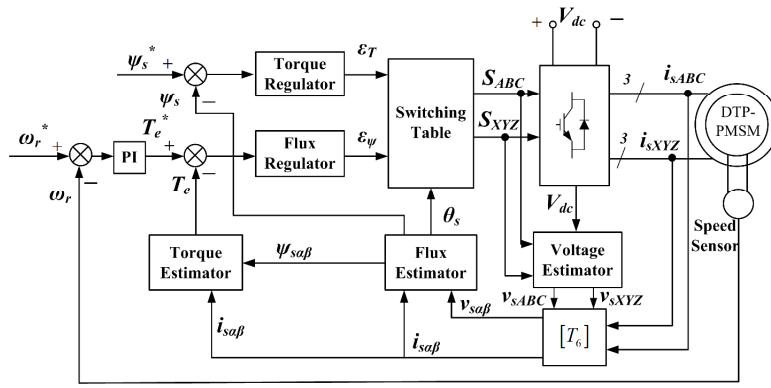 + V_dc −
ψ_s* +
Torque Regulator
ε_T
S_ABC
3
i_sABC
ψ_s −
Switching Table
DTP-PMSM
ω_r* +
T_e* +
PI
Flux Regulator
ε_ψ
S_XYZ
3
i_sXYZ
− ω_r
T_e −
θ_s
V_dc
Speed Sensor
Torque Estimator
ψ_sαβ
Flux Estimator
Voltage Estimator
v_sαβ
v_sABC
v_sXYZ
i_sαβ
i_sαβ
[T_6]